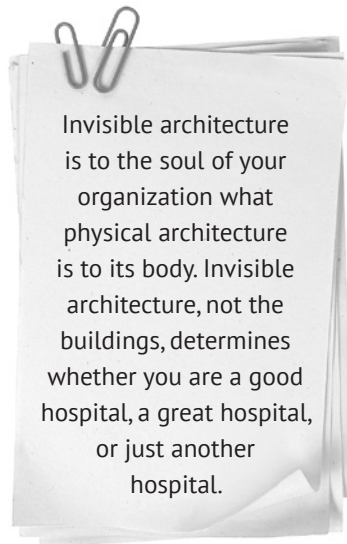 Invisible architecture
is to the soul of your
organization what
physical architecture
is to its body. Invisible
architecture, not the
buildings, determines
whether you are a good
hospital, a great hospital,
or just another
hospital.